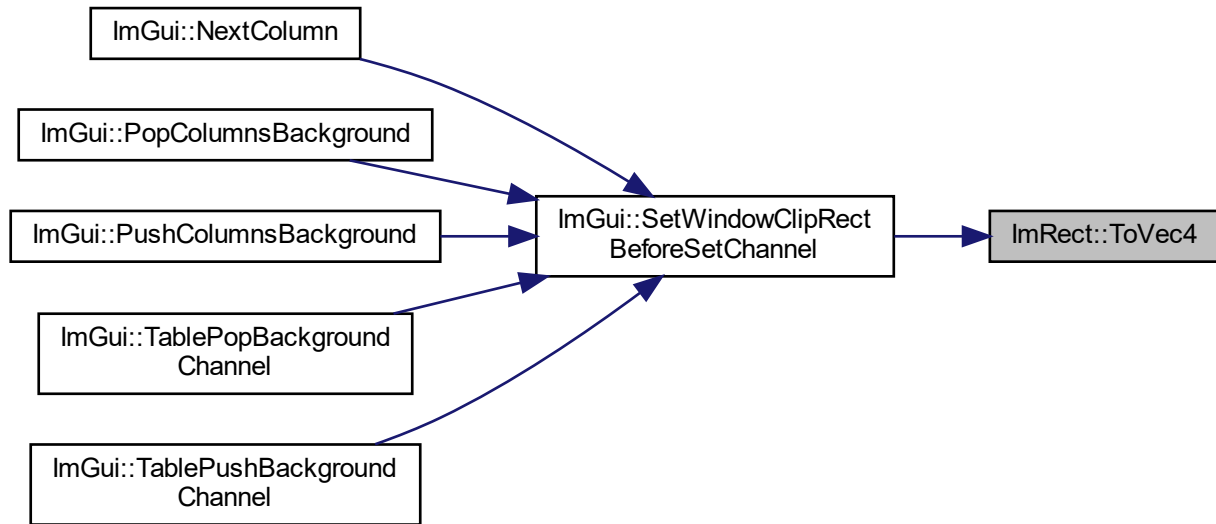 ImGui::NextColumn
ImGui::PopColumnsBackground
ImGui::PushColumnsBackground
ImGui::TablePopBackground
Channel
ImGui::TablePushBackground
Channel
ImGui::SetWindowClipRect
BeforeSetChannel
ImRect::ToVec4